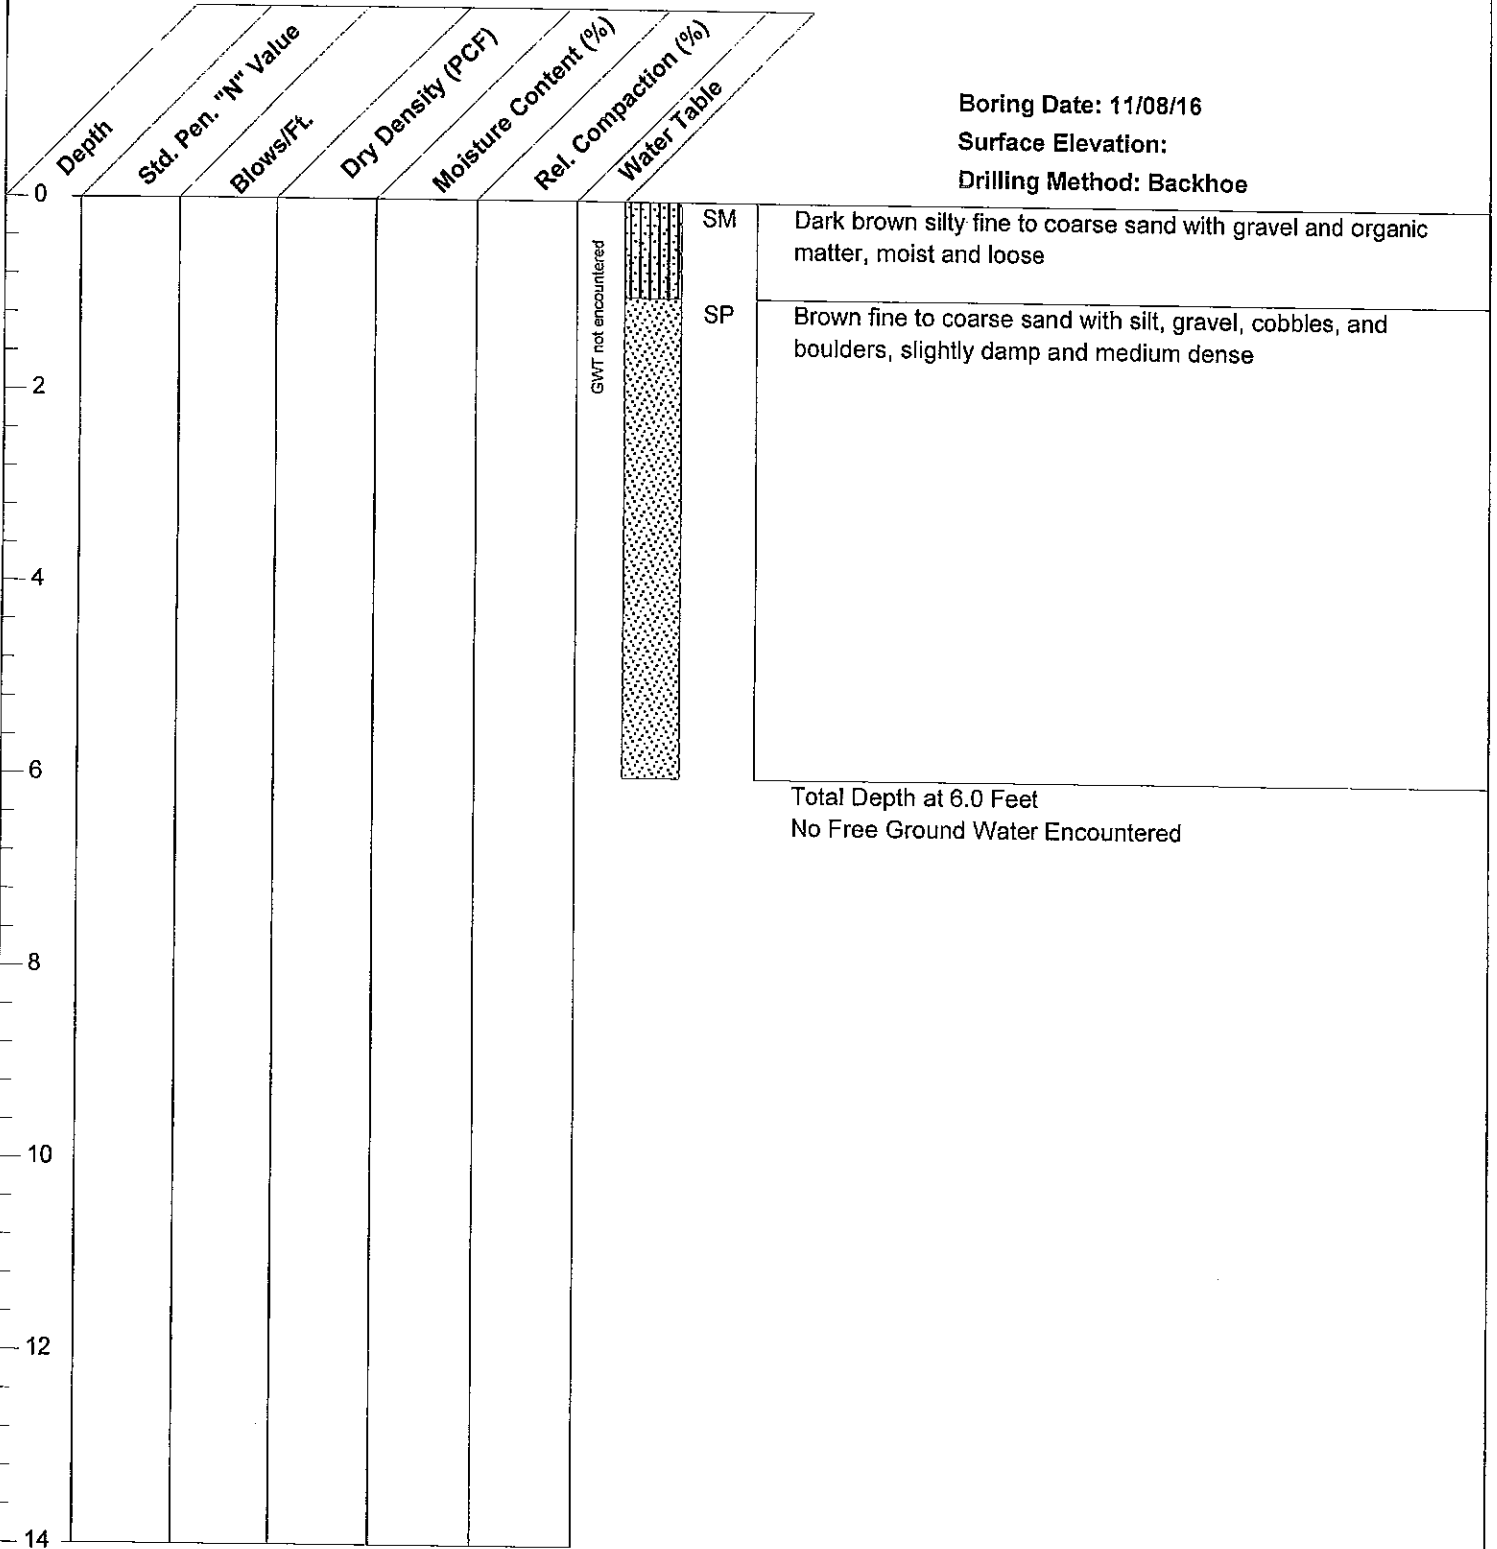 Depth
Std. Pen. "N" Value
Blows/Ft.
Dry Density (PCF)
Moisture Content (%)
Rel. Compaction (%)
Water Table
Boring Date: 11/08/16
Surface Elevation:
Drilling Method: Backhoe
0
GWT not encountered
SM
Dark brown silty fine to coarse sand with gravel and organic
matter, moist and loose
SP
Brown fine to coarse sand with silt, gravel, cobbles, and
boulders, slightly damp and medium dense
2
4
6
Total Depth at 6.0 Feet
No Free Ground Water Encountered
8
10
12
14